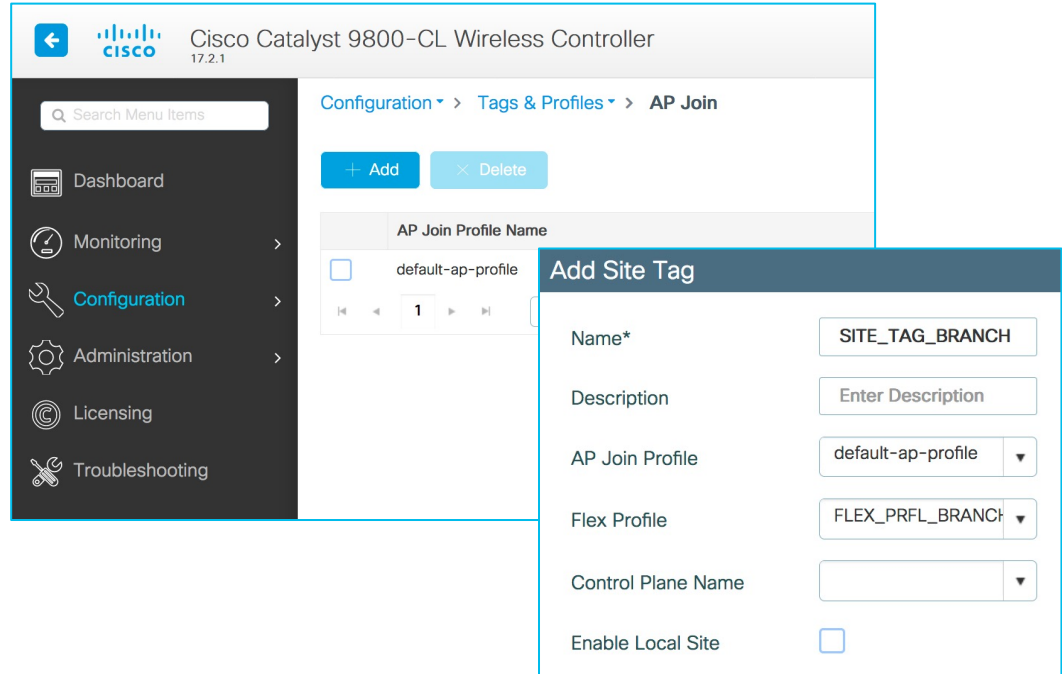 CISCO
Cisco Catalyst 9800-CL Wireless Controller
17.2.1
Search Menu Items
Dashboard
Monitoring
Configuration
Administration
Licensing
Troubleshooting
Configuration > Tags & Profiles > AP Join
+ Add × Delete
AP Join Profile Name
default-ap-profile
1
Add Site Tag
Name* SITE_TAG_BRANCH
Description Enter Description
AP Join Profile default-ap-profile
Flex Profile FLEX_PRFL_BRANCH
Control Plane Name
Enable Local Site